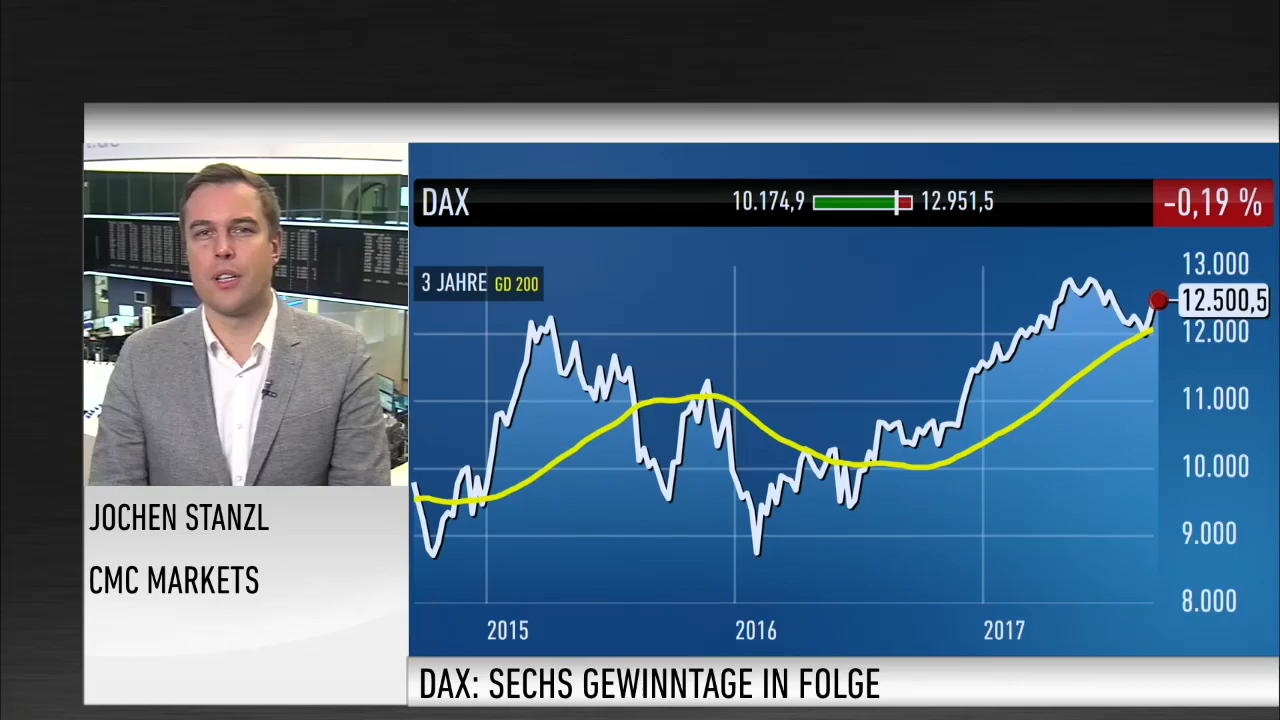 DAX 10.174,9 12.951,5 -0,19 %
3 JAHRE GD 200
13.000
12.500,5
12.000
11.000
10.000
9.000
8.000
2015 2016 2017
JOCHEN STANZL
CMC MARKETS
DAX: SECHS GEWINNTAGE IN FOLGE